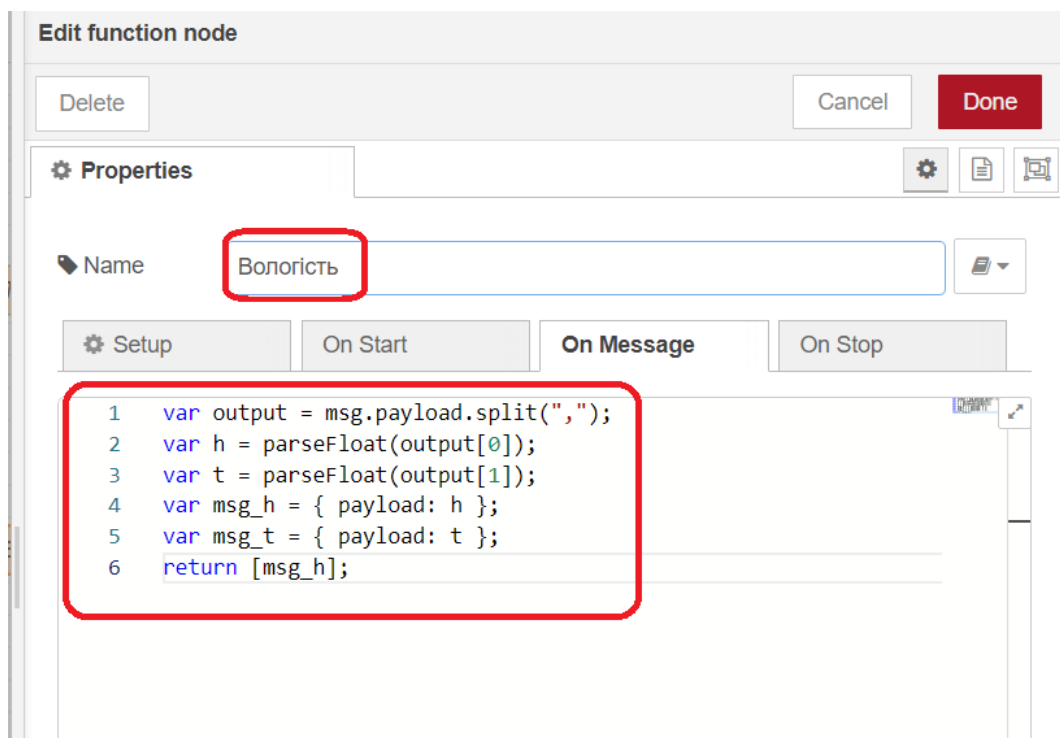 Edit function node
Delete
Cancel
Done
Properties
Name
Вологість
Setup
On Start
On Message
On Stop
1 var output = msg.payload.split(",");
2 var h = parseFloat(output[0]);
3 var t = parseFloat(output[1]);
4 var msg_h = { payload: h };
5 var msg_t = { payload: t };
6 return [msg_h];